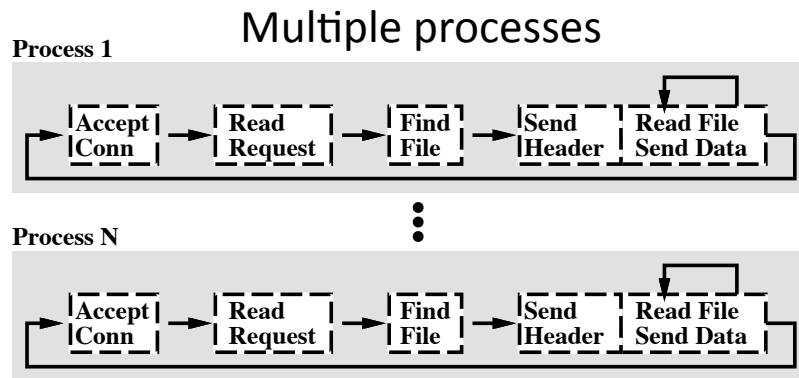 Multiple processes
Process 1
Accept
Conn
Read
Request
Find
File
Send
Header
Read File
Send Data
Process N
Accept
Conn
Read
Request
Find
File
Send
Header
Read File
Send Data